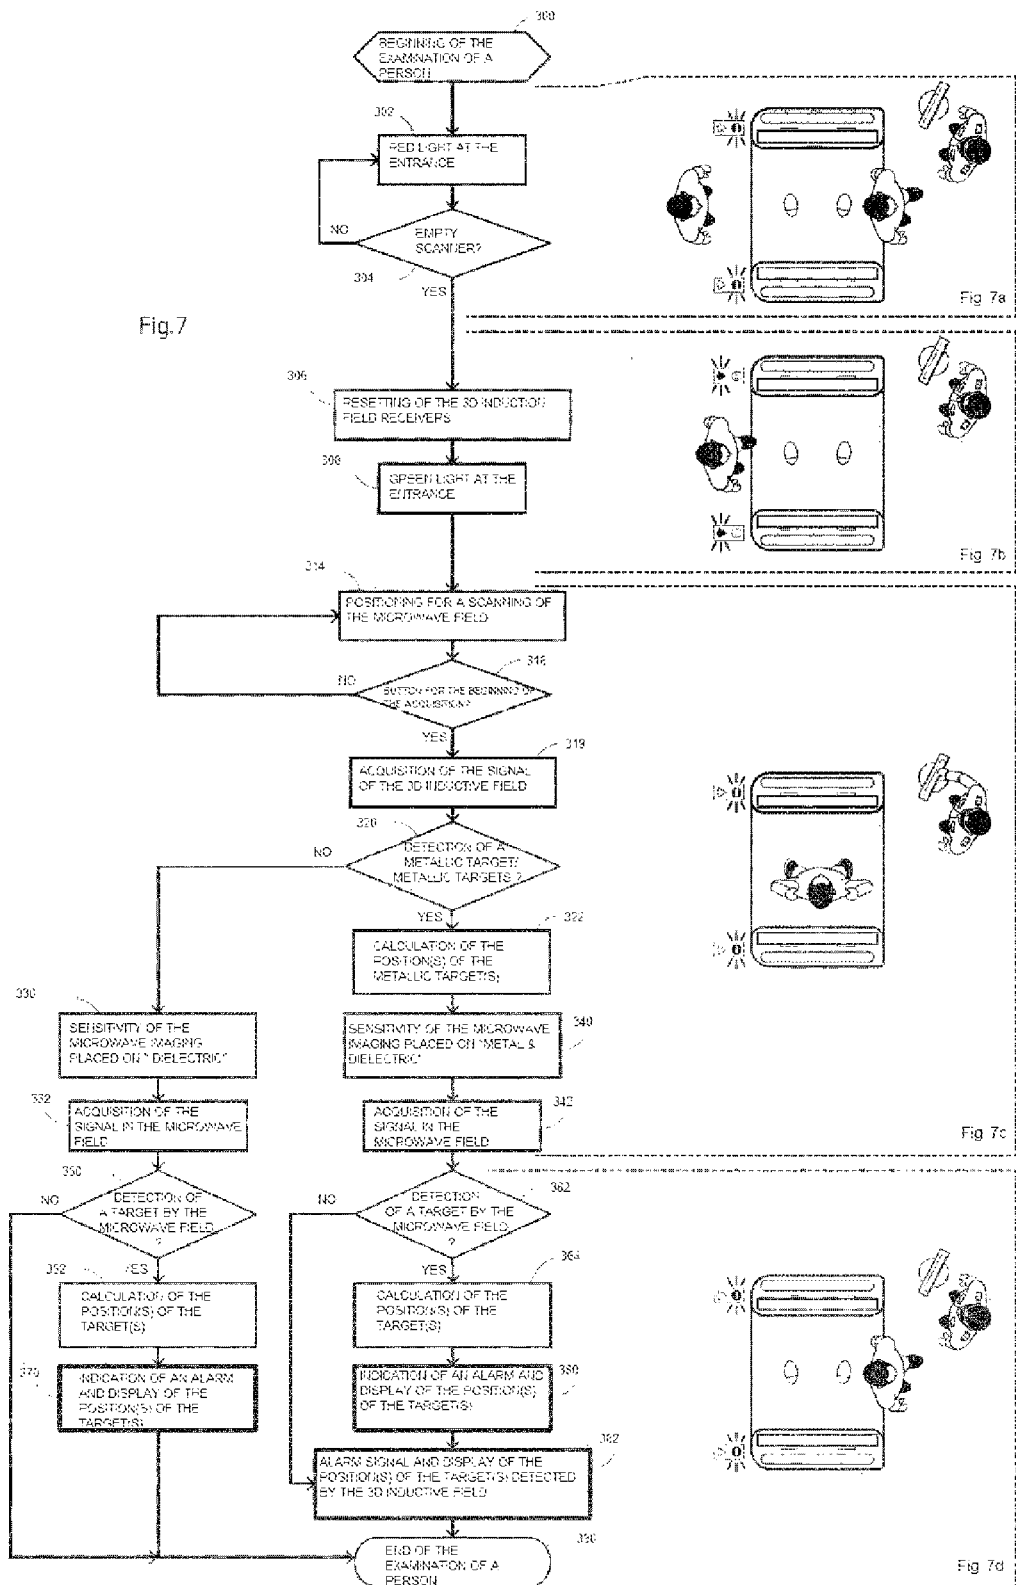 300
BEGINNING OF THE
EXAMINATION OF A
PERSON
302
RED LIGHT AT THE
ENTRANCE
NO
EMPTY
SCANNER?
304
YES
Fig 7a
Fig.7
306
RESETTING OF THE 3D INDUCTION
FIELD RECEIVERS
308
GREEN LIGHT AT THE
ENTRANCE
Fig 7b
314
POSITIONING FOR A SCANNING OF
THE MICROWAVE FIELD
316
NO
BUTTON FOR THE BEGINNING OF
THE ACQUISITION?
YES
319
ACQUISITION OF THE SIGNAL
OF THE 3D INDUCTIVE FIELD
320
NO
DETECTION OF A
METALLIC TARGET/
METALLIC TARGETS ?
YES
322
CALCULATION OF THE
POSITION(S) OF THE
METALLIC TARGET(S)
330
SENSITIVITY OF THE
MICROWAVE IMAGING
PLACED ON " DIELECTRIC"
340
SENSITIVITY OF THE MICROWAVE
IMAGING PLACED ON "METAL &
DIELECTRIC"
332
ACQUISITION OF THE
SIGNAL IN THE MICROWAVE
FIELD
342
ACQUISITION OF THE
SIGNAL IN THE
MICROWAVE FIELD
Fig 7c
NO
DETECTION OF
A TARGET BY THE
MICROWAVE FIELD
?
YES
362
NO
DETECTION
OF A TARGET BY THE
MICROWAVE FIELD
?
YES
CALCULATION OF THE
POSITION(S) OF THE
TARGET(S)
364
CALCULATION OF THE
POSITION(S) OF THE
TARGET(S)
370
INDICATION OF AN ALARM
AND DISPLAY OF THE
POSITION(S) OF THE
TARGET(S)
380
INDICATION OF AN ALARM AND
DISPLAY OF THE POSITION(S)
OF THE TARGET(S)
382
ALARM SIGNAL AND DISPLAY OF THE
POSITION(S) OF THE TARGET(S) DETECTED
BY THE 3D INDUCTIVE FIELD
END OF THE
EXAMINATION OF A
PERSON
Fig 7d